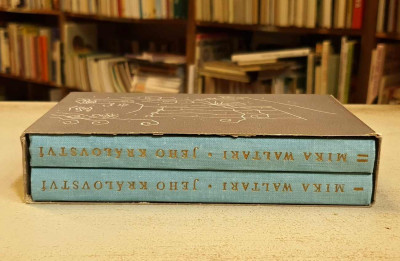 MIKA WALTARI • JEHO KRÁLOVSTVÍ II
MIKA WALTARI • JEHO KRÁLOVSTVÍ I